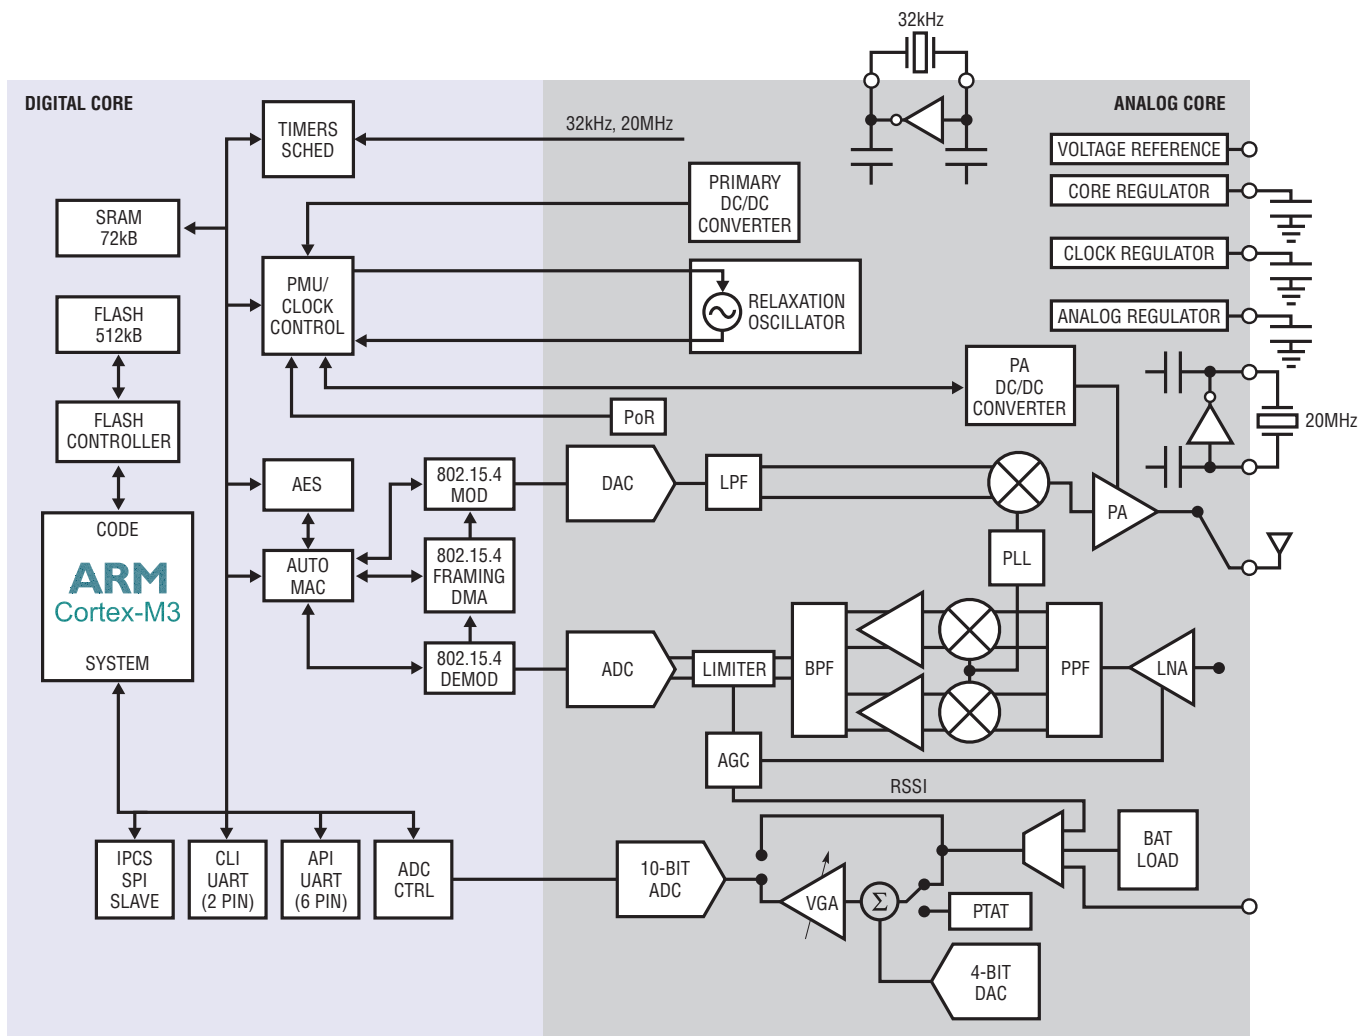 32kHz
DIGITAL CORE
ANALOG CORE
TIMERS
SCHED
32kHz, 20MHz
VOLTAGE REFERENCE
PRIMARY
DC/DC
CONVERTER
CORE REGULATOR
SRAM
72kB
CLOCK REGULATOR
PMU/
CLOCK
CONTROL
RELAXATION
OSCILLATOR
FLASH
512kB
ANALOG REGULATOR
PA
DC/DC
CONVERTER
PoR
FLASH
CONTROLLER
20MHz
AES
802.15.4
MOD
DAC
LPF
PA
CODE
ARM
Cortex-M3
SYSTEM
AUTO
MAC
802.15.4
FRAMING
DMA
PLL
802.15.4
DEMOD
ADC
LIMITER
BPF
PPF
LNA
AGC
RSSI
IPCS
SPI
SLAVE
CLI
UART
(2 PIN)
API
UART
(6 PIN)
ADC
CTRL
10-BIT
ADC
VGA
Σ
PTAT
BAT
LOAD
4-BIT
DAC